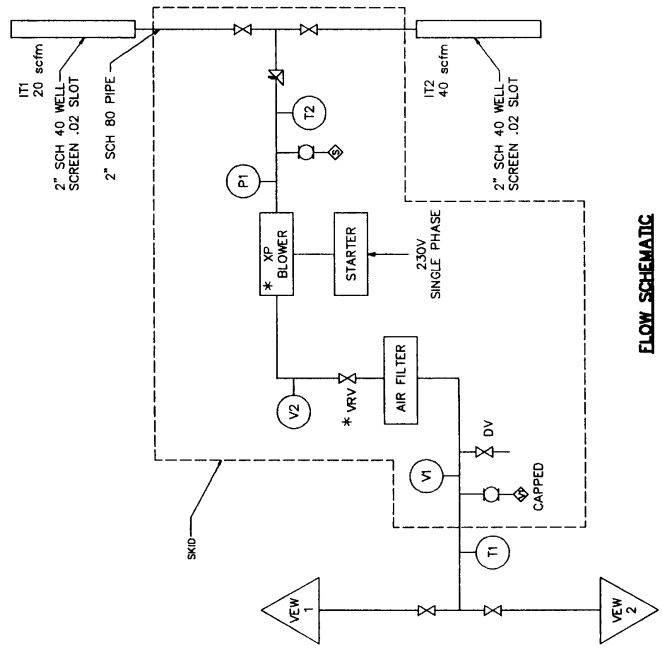 IT1
20 scfm
2" SCH 40 WELL
SCREEN .02 SLOT
2" SCH 80 PIPE
IT2
40 scfm
2" SCH 40 WELL
SCREEN .02 SLOT
T2
S
P1
* XP
BLOWER
STARTER
230V
SINGLE PHASE
V2
* VRV
AIR FILTER
DV
V1
S
CAPPED
SKID
T1
VEW
1
VEW
2
FLOW SCHEMATIC